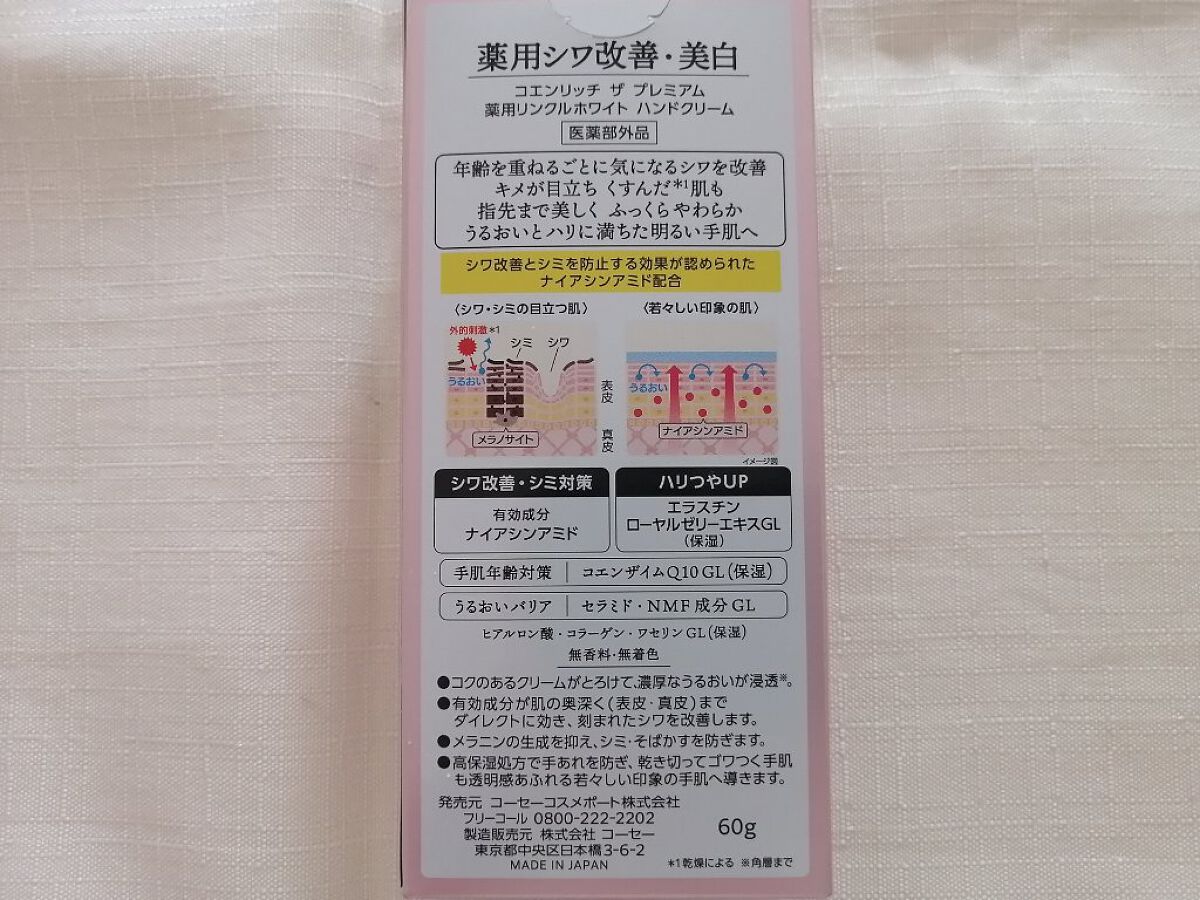 薬用シワ改善・美白
コエンリッチ ザ プレミアム
薬用リンクルホワイト ハンドクリーム
医薬部外品
年齢を重ねるごとに気になるシワを改善
キメが目立ち くすんだ*1肌も
指先まで美しく ふっくらやわらか
うるおいとハリに満ちた明るい手肌へ
シワ改善とシミを防止する効果が認められた
ナイアシンアミド配合
〈シワ・シミの目立つ肌〉
外的刺激*1
シミ シワ
うるおい
メラノサイト
表皮
真皮
〈若々しい印象の肌〉
うるおい
ナイアシンアミド
イメージ図
シワ改善・シミ対策
有効成分
ナイアシンアミド
ハリつやUP
エラスチン
ローヤルゼリーエキスGL
(保湿)
手肌年齢対策 コエンザイムQ10 GL(保湿)
うるおいバリア セラミド・NMF成分 GL
ヒアルロン酸・コラーゲン・ワセリンGL(保湿)
無香料・無着色
●コクのあるクリームがとろけて、濃厚なうるおいが浸透※。
●有効成分が肌の奥深く(表皮・真皮)まで
ダイレクトに効き、刻まれたシワを改善します。
●メラニンの生成を抑え、シミ・そばかすを防ぎます。
●高保湿処方で手あれを防ぎ、乾き切ってゴワつく手肌
も透明感あふれる若々しい印象の手肌へ導きます。
発売元 コーセーコスメポート株式会社
フリーコール 0800-222-2202
製造販売元 株式会社 コーセー
東京都中央区日本橋3-6-2
MADE IN JAPAN
60g
*1乾燥による ※角層まで